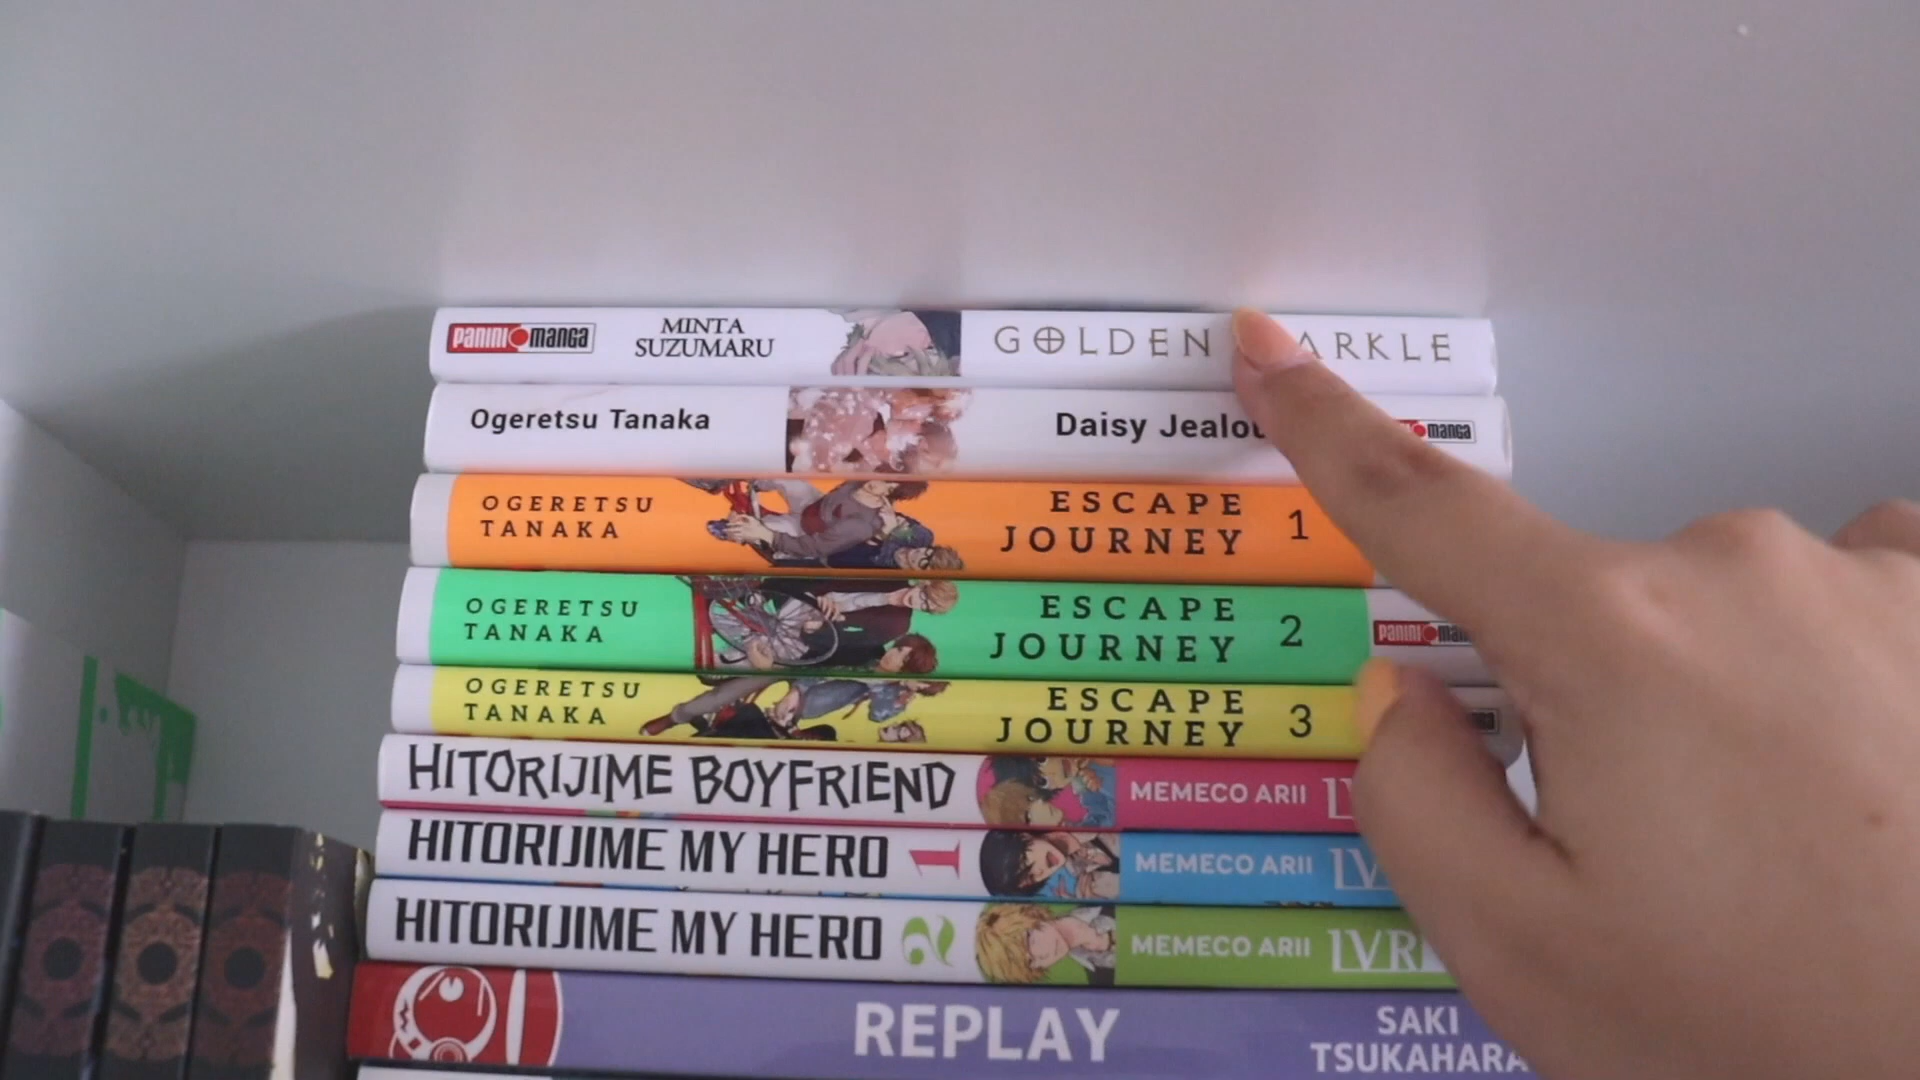 panini manga
MINTA
SUZUMARU
GOLDEN ARKLE
Ogeretsu Tanaka
Daisy Jealou
manga
OGERETSU
TANAKA
ESCAPE
JOURNEY
1
OGERETSU
TANAKA
ESCAPE
JOURNEY
2
panini
OGERETSU
TANAKA
ESCAPE
JOURNEY
3
HITORIJIME BOYFRIEND
MEMECO ARII
HITORIJIME MY HERO 1
MEMECO ARII
HITORIJIME MY HERO 2
MEMECO ARII
LVR
REPLAY
SAKI
TSUKAHARA